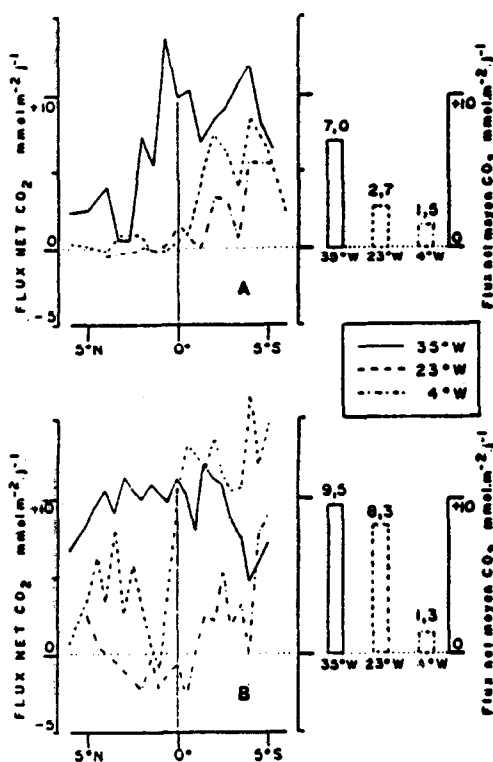 FLUX NET CO2 mmol m-2 j-1
+10
0
-5
5°N
0°
5°S
A
7,0
2,7
1,5
35°W
23°W
4°W
+10
0
Flux net moyen CO2 mmol.m-2 j-1
35°W
23°W
4°W
FLUX NET CO2 mmol m-2 j-1
+10
0
-5
5°N
0°
5°S
B
9,5
8,3
1,3
35°W
23°W
4°W
+10
0
Flux net moyen CO2 mmol.m-2 j-1